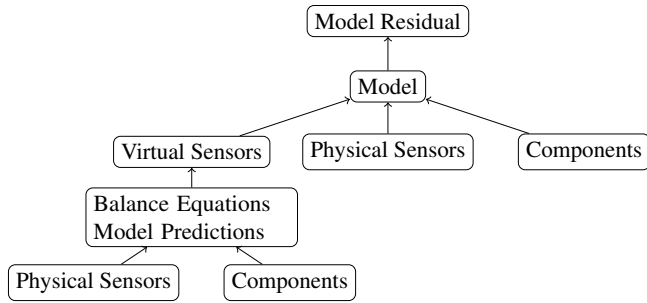 Model Residual
Model
Virtual Sensors
Physical Sensors
Components
Balance Equations
Model Predictions
Physical Sensors
Components